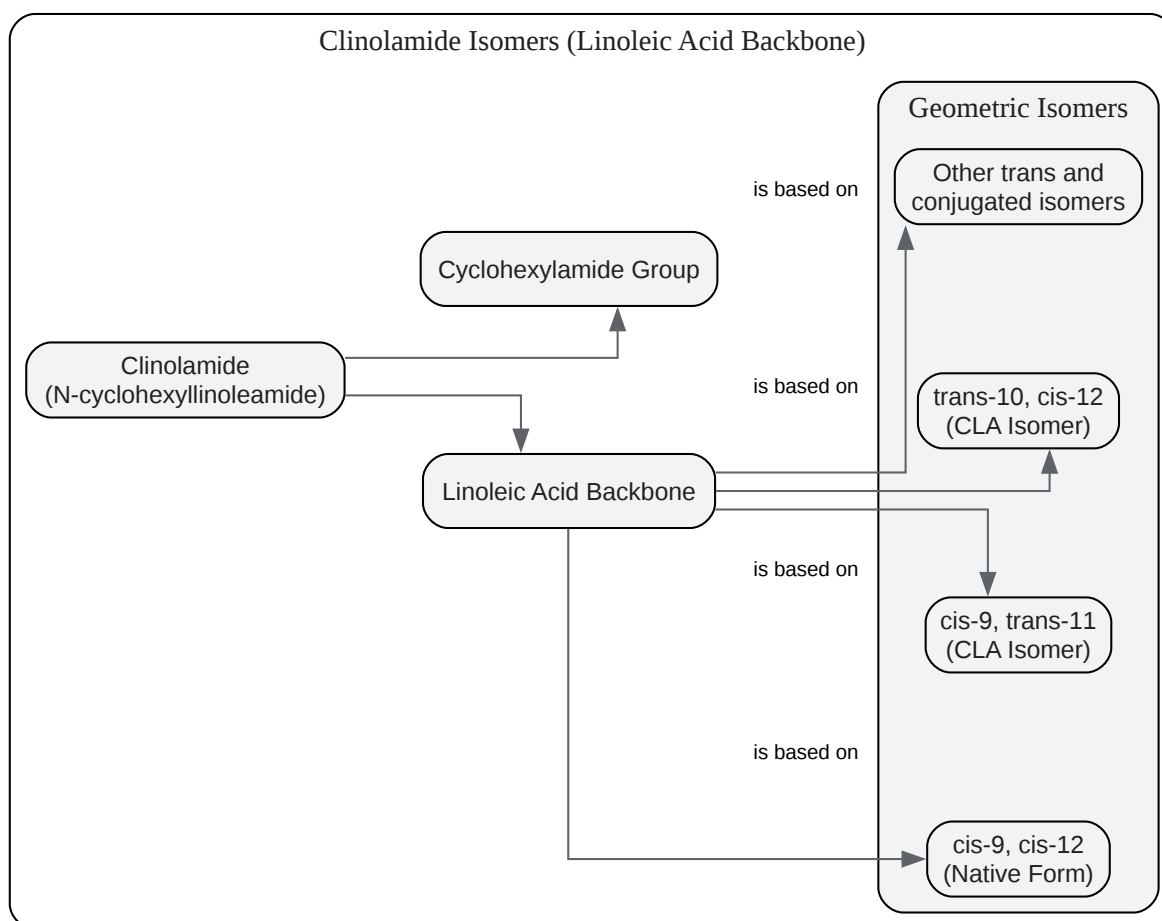 Clinolamide Isomers (Linoleic Acid Backbone)
Geometric Isomers
is based on
Other trans and
conjugated isomers
Cyclohexylamide Group
Clinolamide
(N-cyclohexyllinoleamide)
is based on
trans-10, cis-12
(CLA Isomer)
Linoleic Acid Backbone
is based on
cis-9, trans-11
(CLA Isomer)
is based on
cis-9, cis-12
(Native Form)